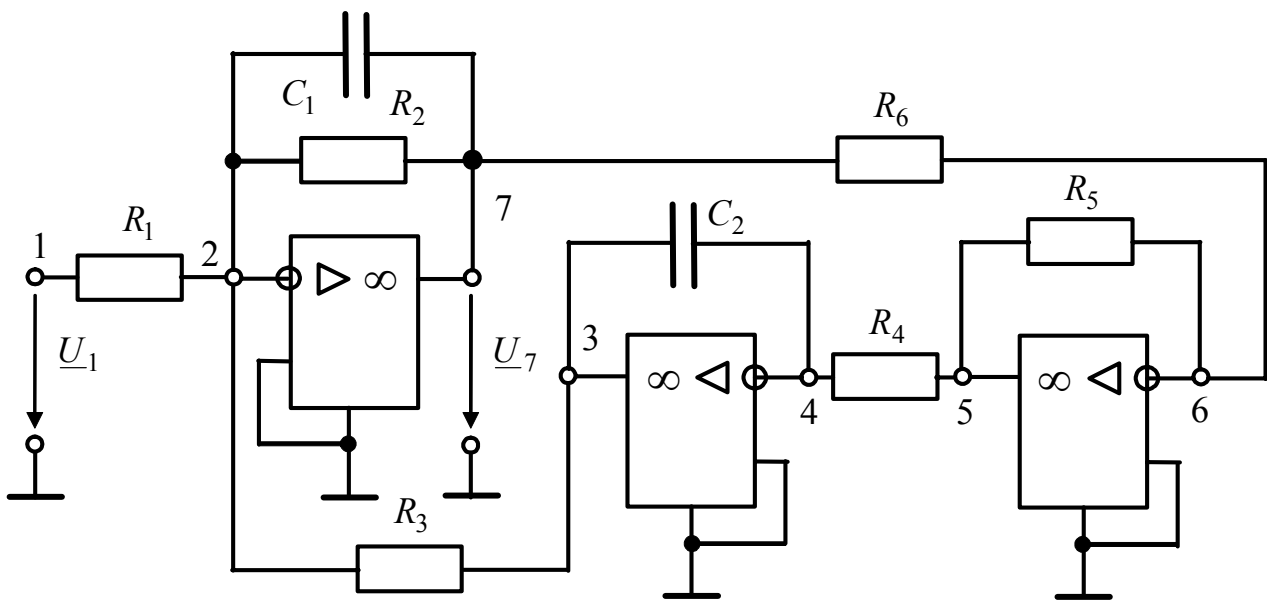 C₁
R₂
R₆
7
C₂
R₅
1
R₁
2
▷ ∞
U₁
U₇
3
R₄
∞ ◁
4
5
∞ ◁
6
R₃